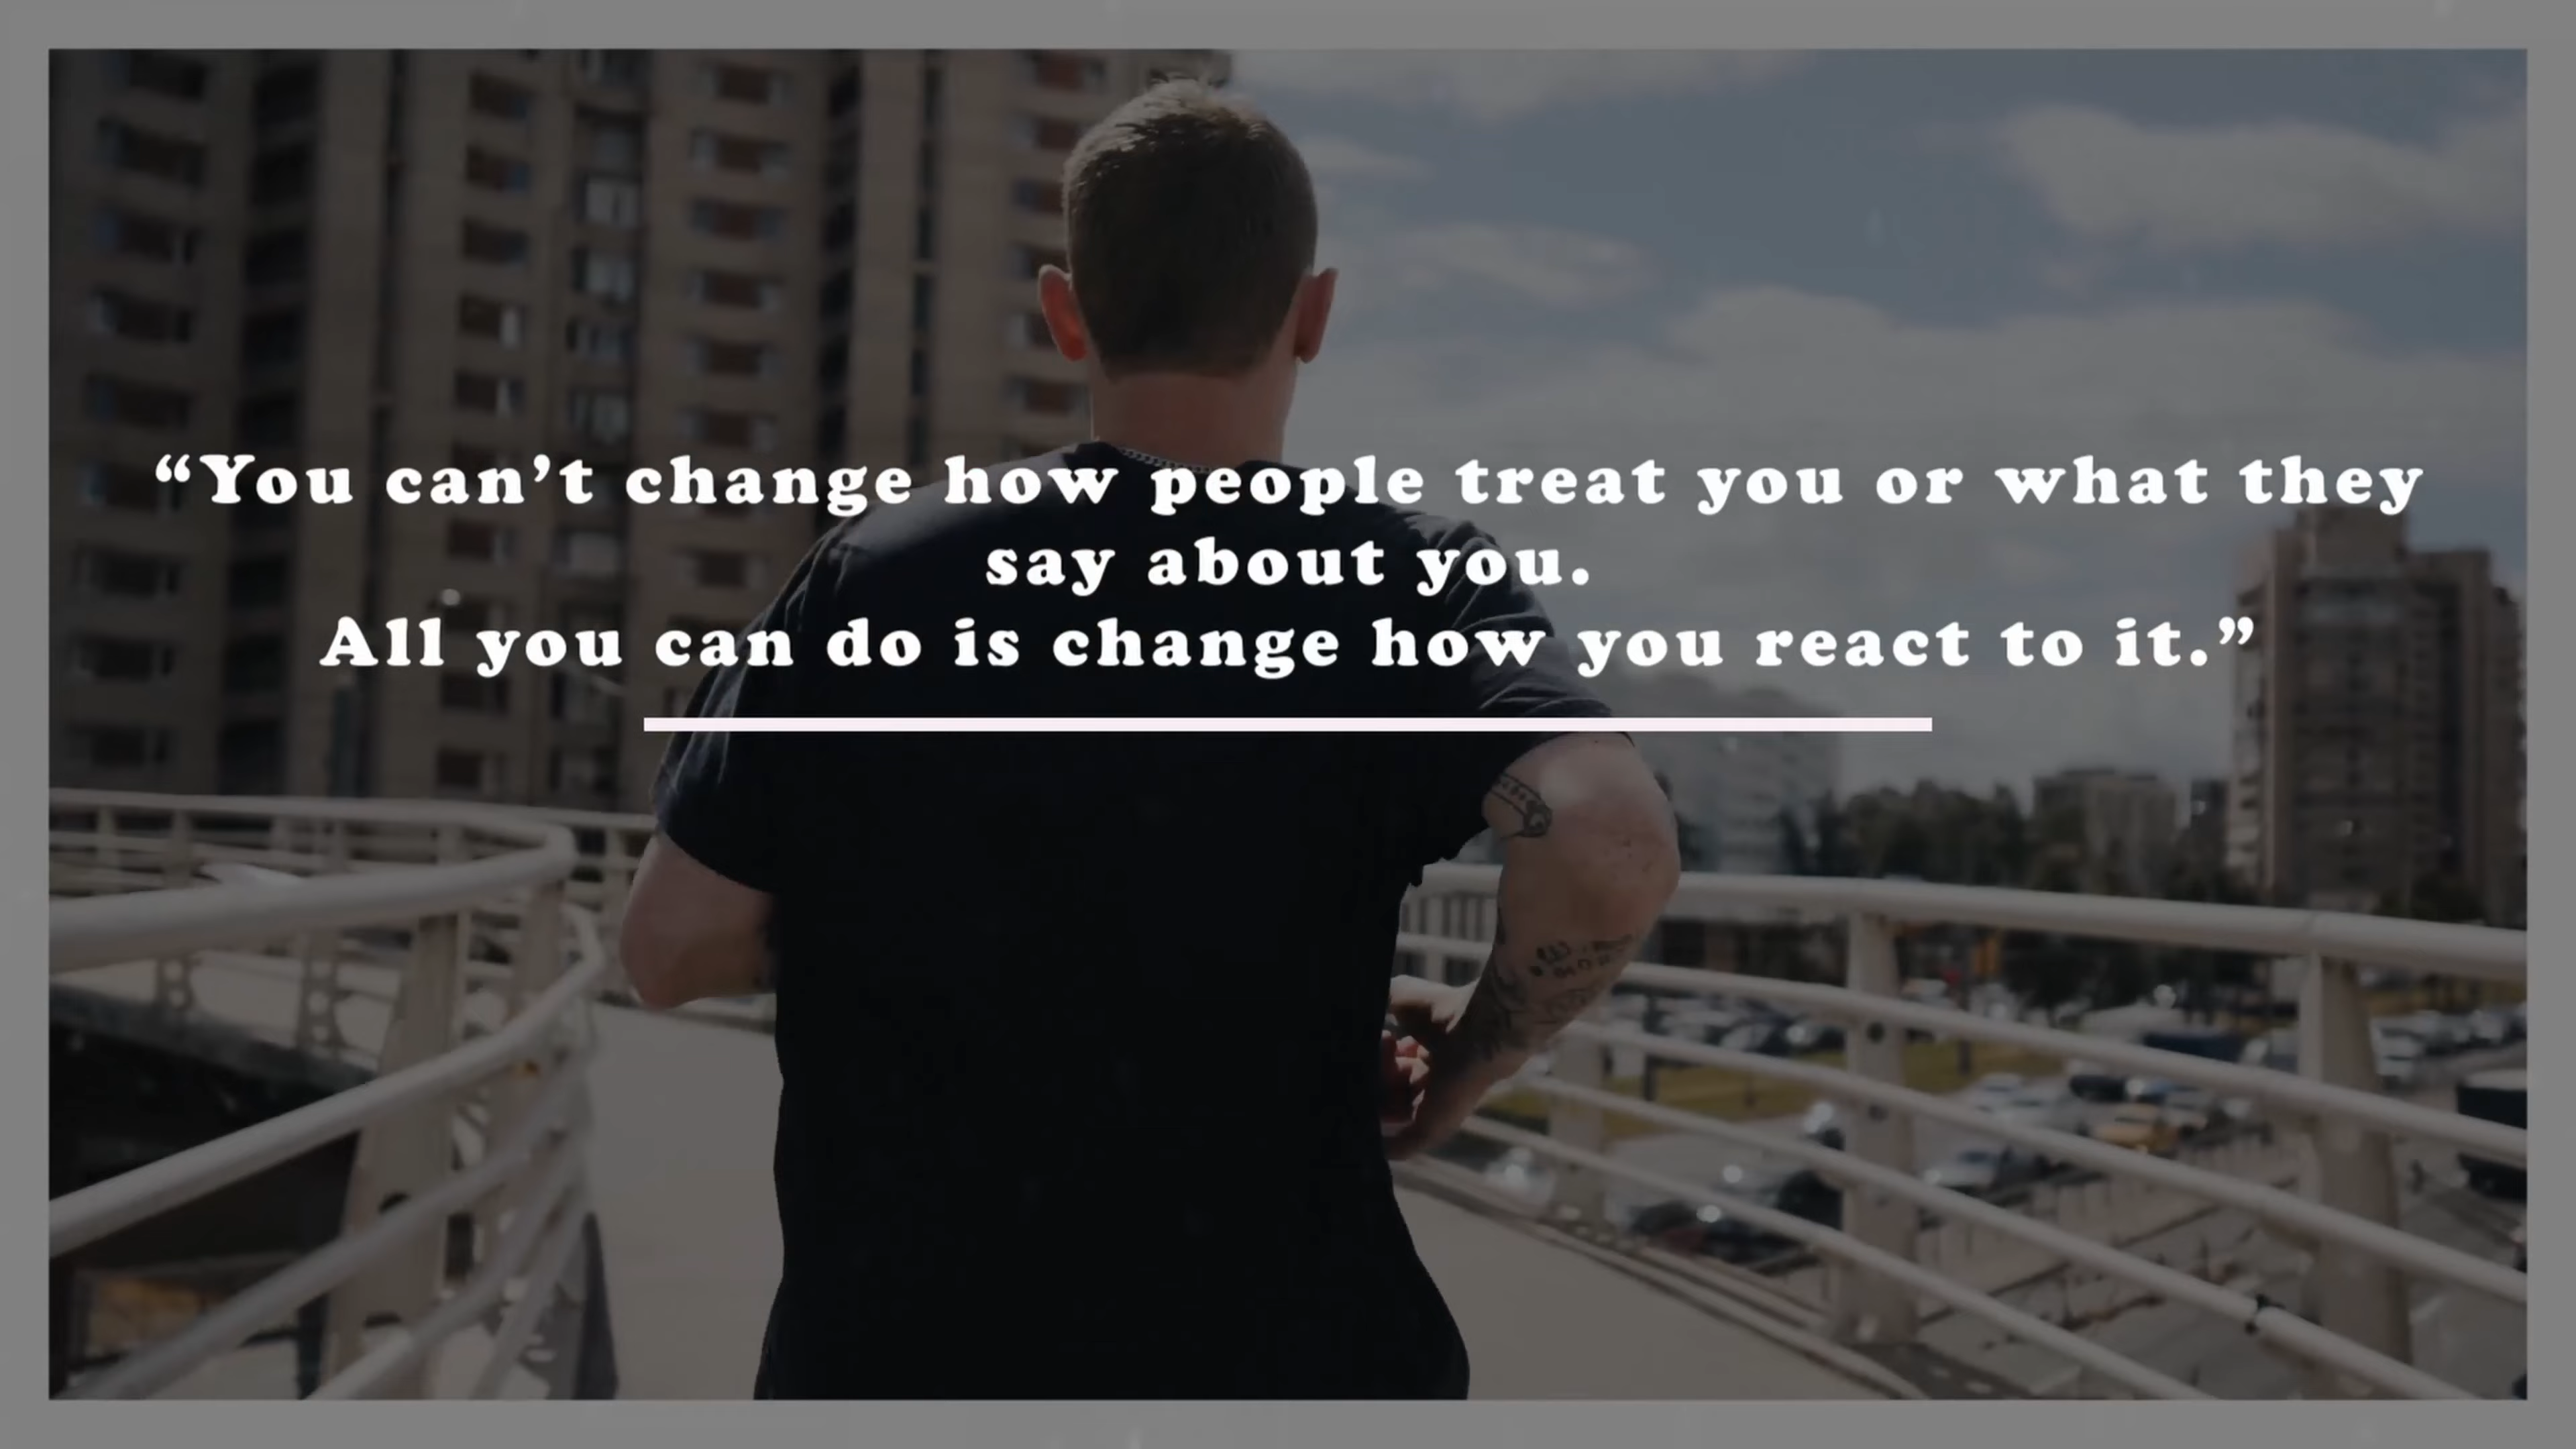 “You can’t change how people treat you or what they
say about you.
All you can do is change how you react to it.”